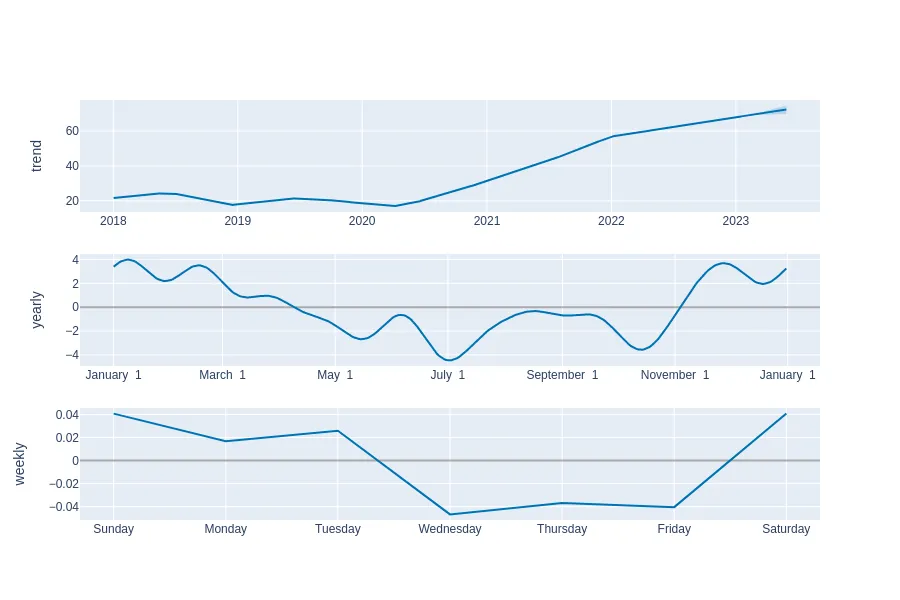 trend
60
40
20
2018 2019 2020 2021 2022 2023
yearly
4
2
0
−2
−4
January 1 March 1 May 1 July 1 September 1 November 1 January 1
weekly
0.04
0.02
0
−0.02
−0.04
Sunday Monday Tuesday Wednesday Thursday Friday Saturday